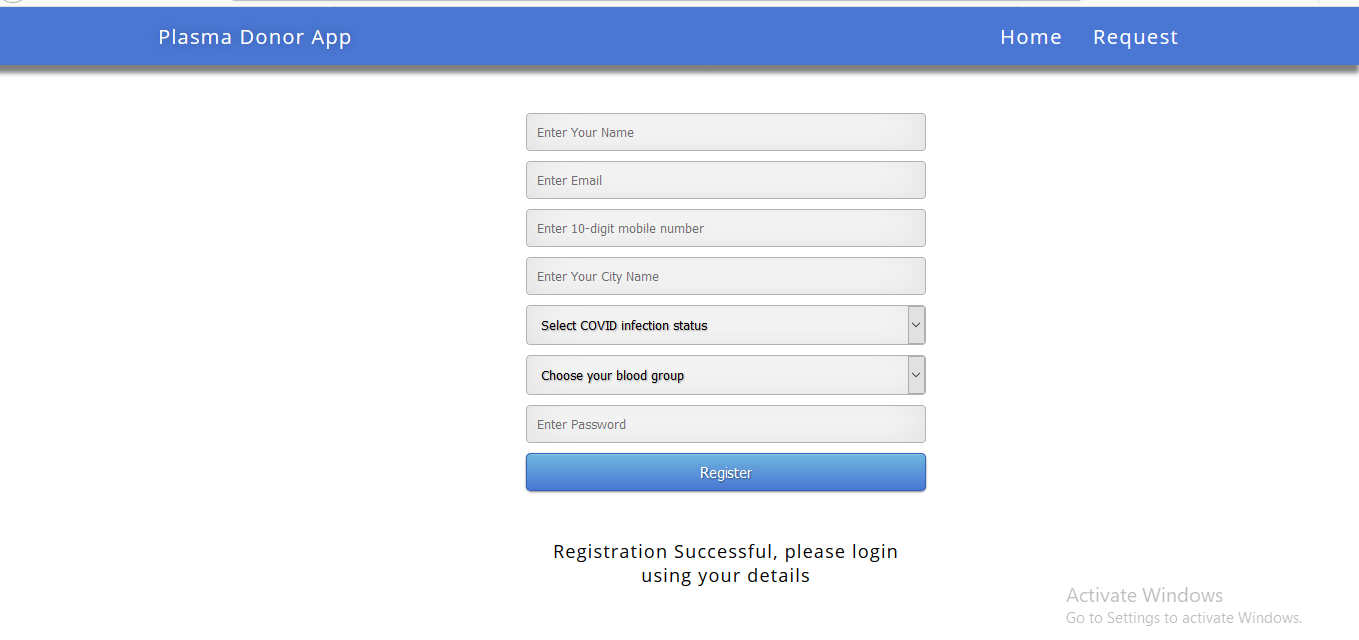 Plasma Donor App Home Request
Enter Your Name
Enter Email
Enter 10-digit mobile number
Enter Your City Name
Select COVID infection status
Choose your blood group
Enter Password
Register
Registration Successful, please login
using your details
Activate Windows
Go to Settings to activate Windows.